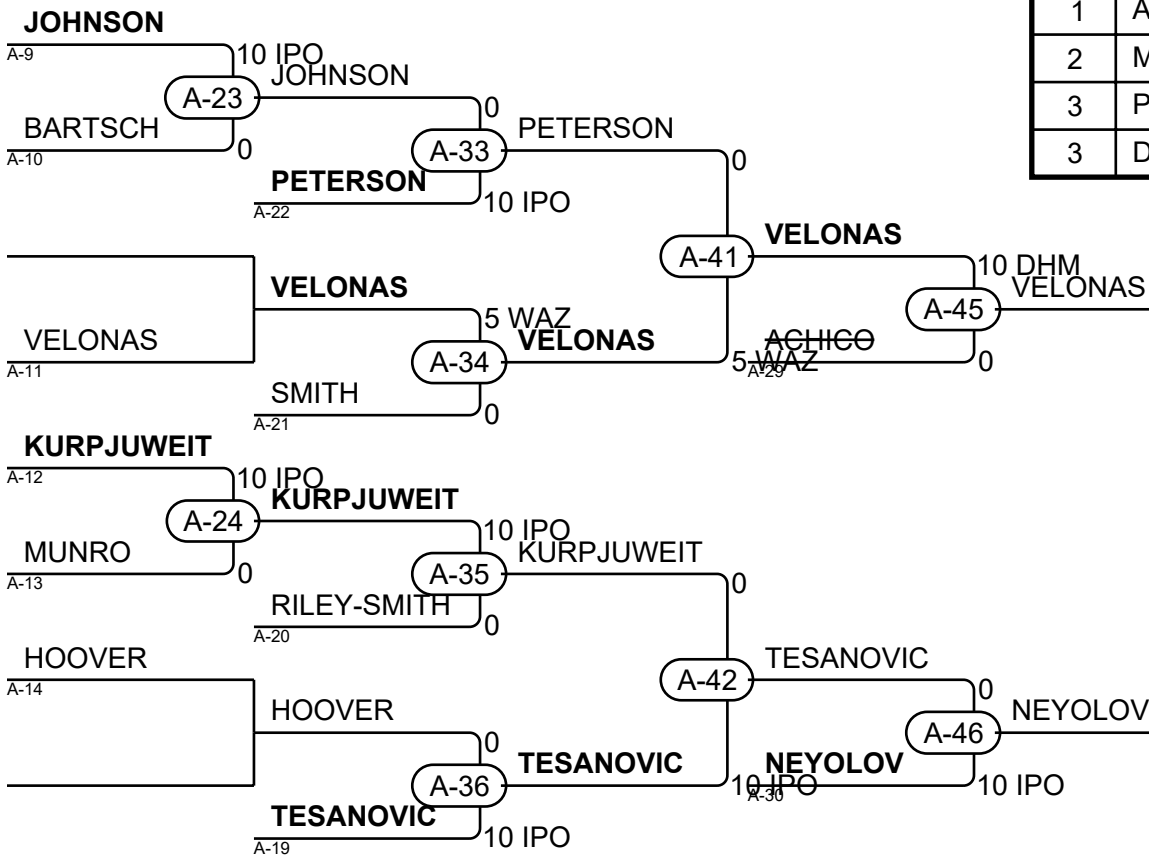 JOHNSON
A-9
10 IPO
A-23
JOHNSON
BARTSCH
A-10
0
0
A-33
PETERSON
PETERSON
A-22
10 IPO
0
A-41
VELONAS
VELONAS
A-11
VELONAS
5 WAZ
A-34
VELONAS
SMITH
A-21
0
5 WAZ
ACHICO
A-29
10 DHM
A-45
VELONAS
0
KURPJUWEIT
A-12
10 IPO
A-24
KURPJUWEIT
MUNRO
A-13
0
10 IPO
A-35
KURPJUWEIT
RILEY-SMITH
A-20
0
0
A-42
TESANOVIC
HOOVER
A-14
HOOVER
0
A-36
TESANOVIC
TESANOVIC
A-19
10 IPO
10 IPO
NEYOLOV
A-30
0
A-46
NEYOLOV
10 IPO
1 A
2 M
3 P
3 D